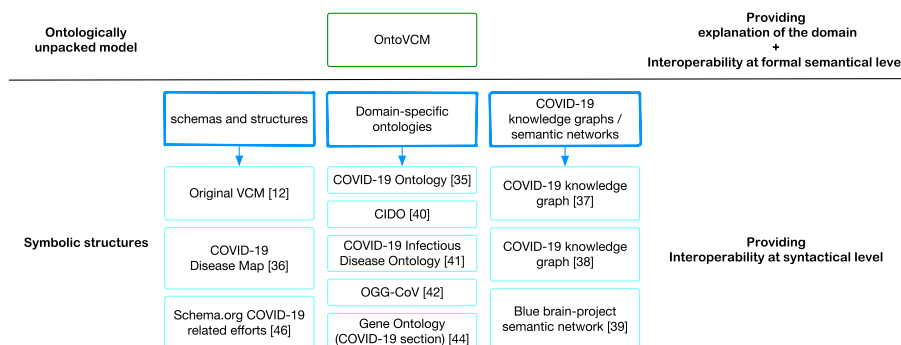 Ontologically
unpacked model
OntoVCM
Providing
explanation of the domain
+
Interoperability at formal semantical leve
schemas and structures
Domain-specific
ontologies
COVID-19
knowledge graphs /
semantic networks
Symbolic structures
Original VCM [12]
COVID-19
Disease Map [36]
Schema.org COVID-19
related efforts [46]
COVID-19 Ontology [35]
CIDO [40]
COVID-19 Infectious
Disease Ontology [41]
OGG-CoV [42]
Gene Ontology
(COVID-19 section) [44]
COVID-19 knowledge
graph [37]
COVID-19 knowledge
graph [38]
Blue brain-project
semantic network [39]
Providing
Interoperability at syntactical level